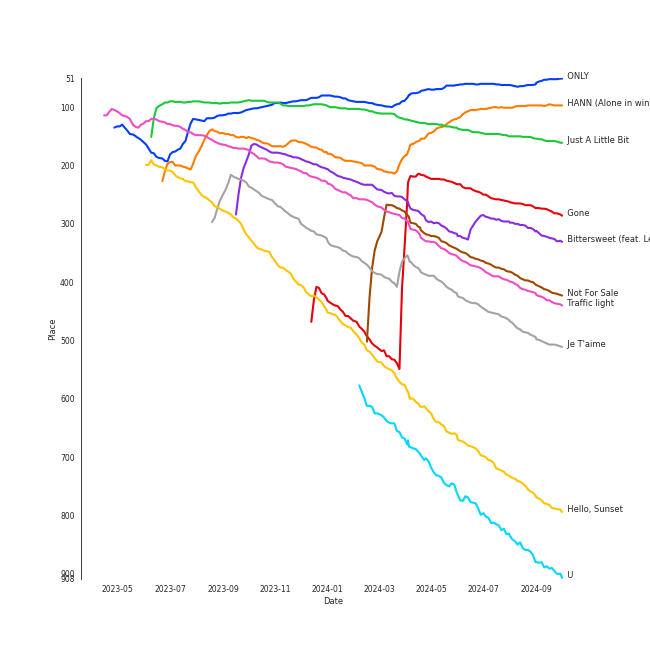 51
100
200
300
400
500
600
700
800
900
908
Place
ONLY
HANN (Alone in win
Just A Little Bit
Gone
Bittersweet (feat. Le
Not For Sale
Traffic light
Je T'aime
Hello, Sunset
U
2023-05 2023-07 2023-09 2023-11 2024-01 2024-03 2024-05 2024-07 2024-09
Date